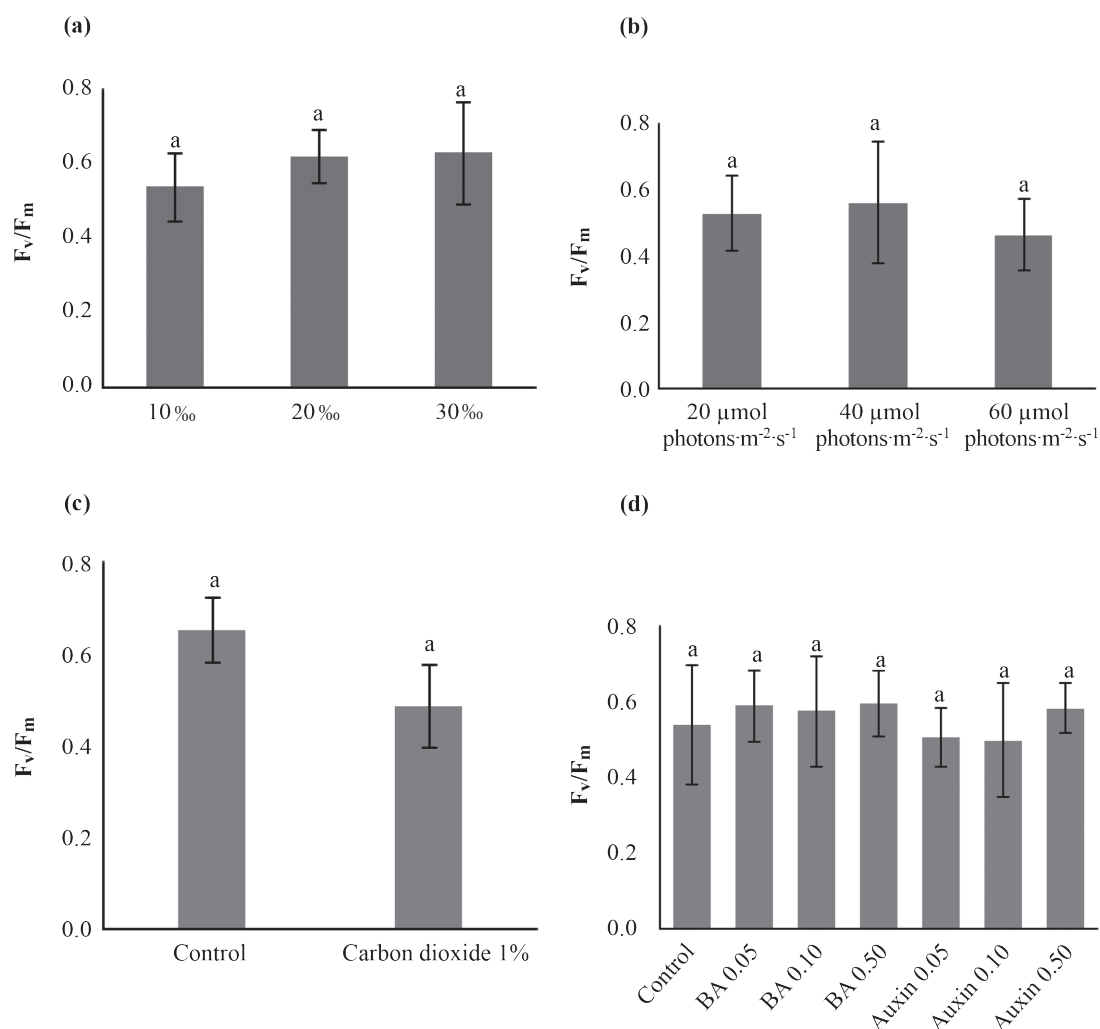 (a)
0.8
0.6
0.4
0.2
0.0
Fv/Fm
a
a
a
10‰
20‰
30‰
(b)
0.8
0.6
0.4
0.2
0.0
Fv/Fm
a
a
a
20 µmol
photons·m-2·s-1
40 µmol
photons·m-2·s-1
60 µmol
photons·m-2·s-1
(c)
0.8
0.6
0.4
0.2
0.0
Fv/Fm
a
a
Control
Carbon dioxide 1%
(d)
0.8
0.6
0.4
0.2
0.0
Fv/Fm
a
a
a
a
a
a
a
Control
BA 0.05
BA 0.10
BA 0.50
Auxin 0.05
Auxin 0.10
Auxin 0.50